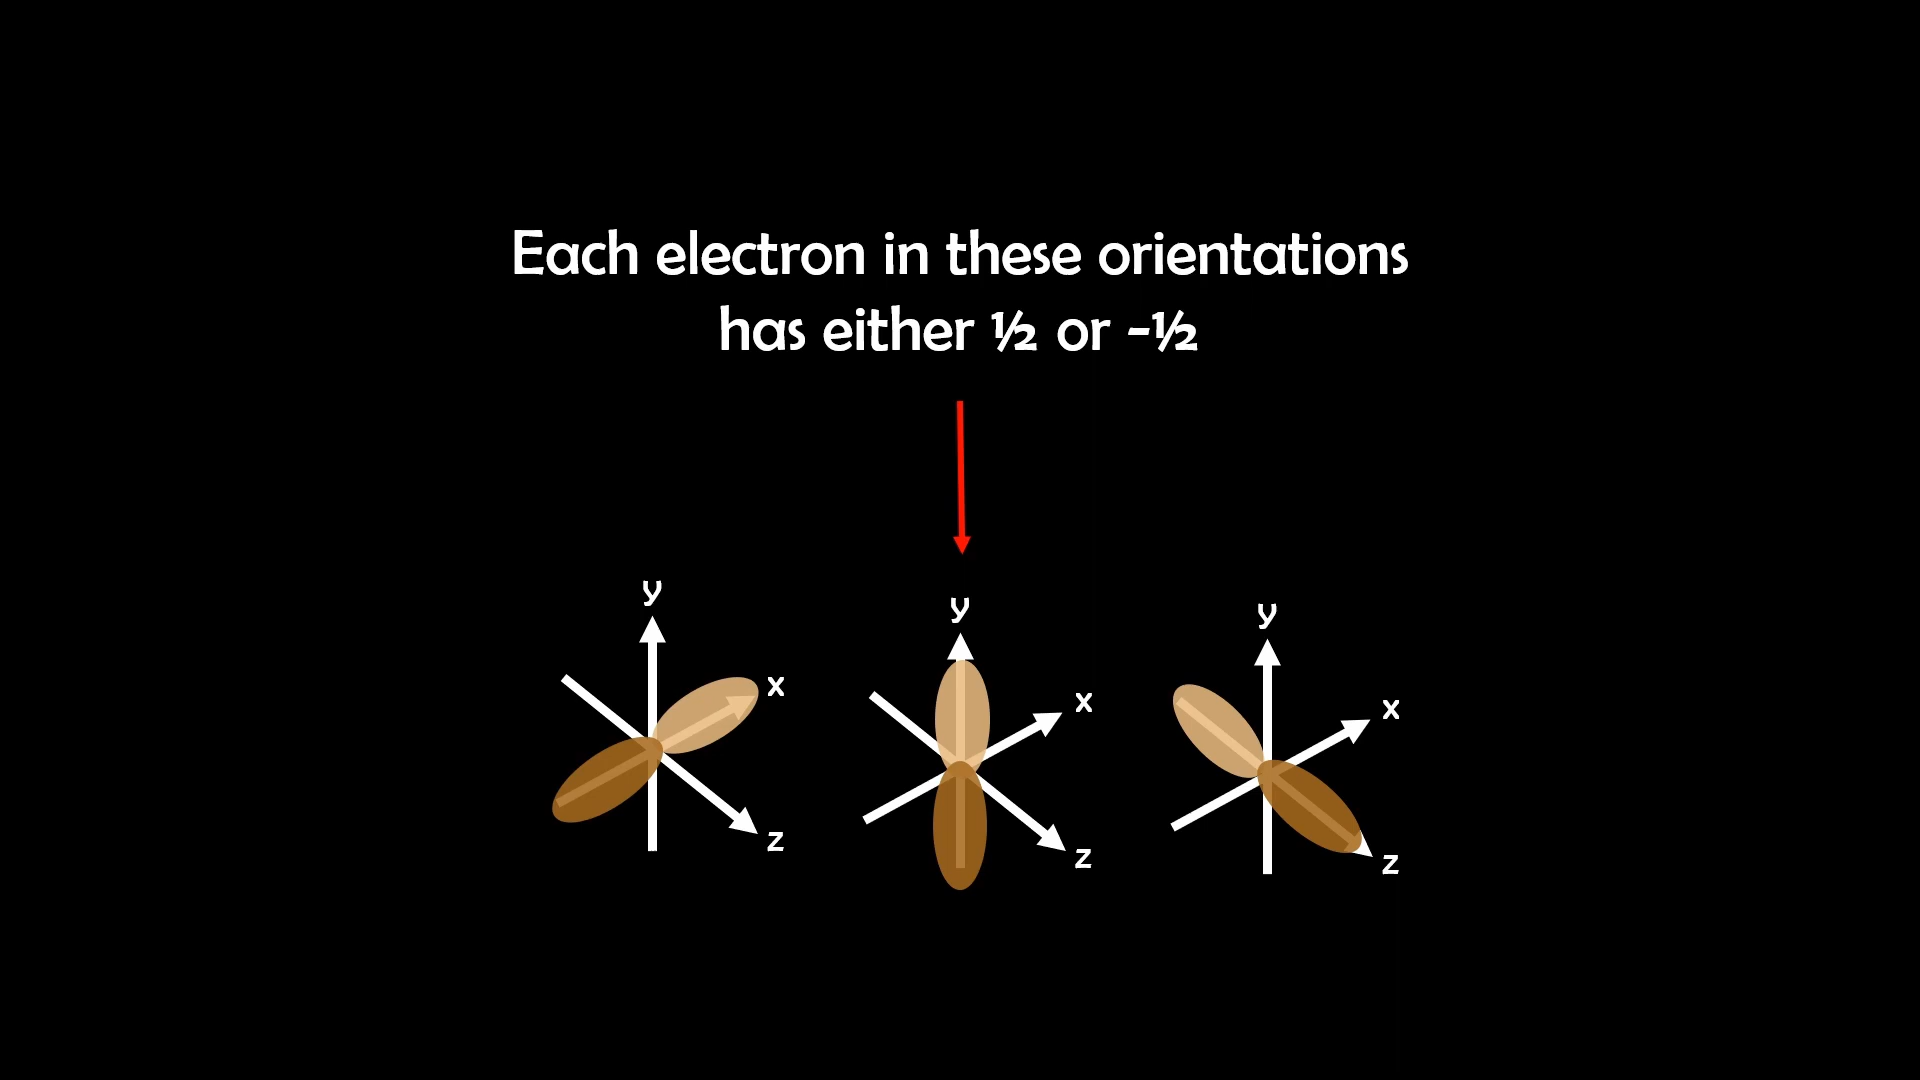 Each electron in these orientations
has either ½ or -½
y
x
z
y
x
z
y
x
z